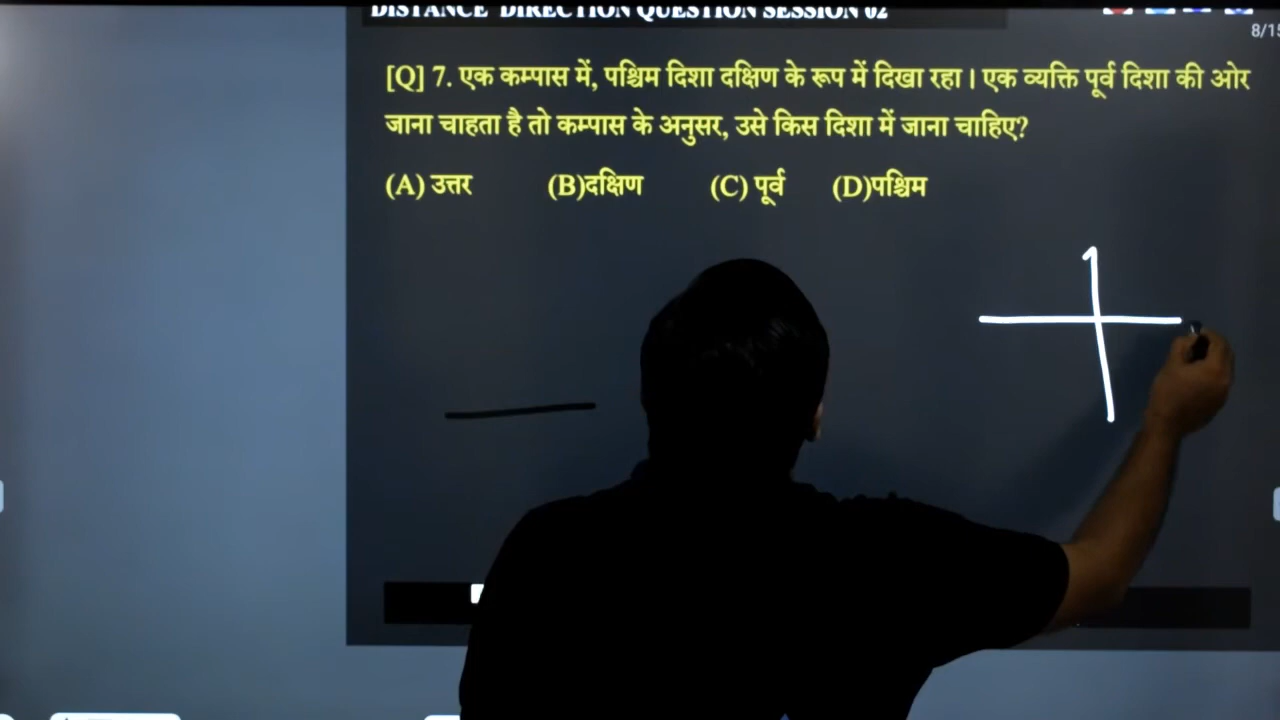 DISTANCE DIRECTION QUESTION SESSION 02
8/15
[Q] 7. एक कम्पास में, पश्चिम दिशा दक्षिण के रूप में दिखा रहा । एक व्यक्ति पूर्व दिशा की ओर
जाना चाहता है तो कम्पास के अनुसर, उसे किस दिशा में जाना चाहिए?
(A) उत्तर (B)दक्षिण (C) पूर्व (D)पश्चिम